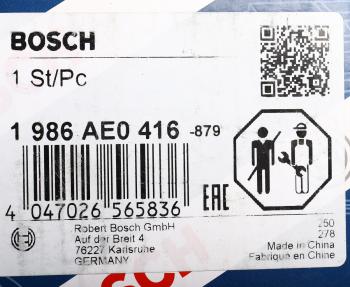 BOSCH
1 St/Pc
1 986 AE0 416 -879
4 047026 565836
EAC
Robert Bosch GmbH
Auf der Breit 4
76227 Karlsruhe
GERMANY
250
278
Made in China
Fabriqué en Chine